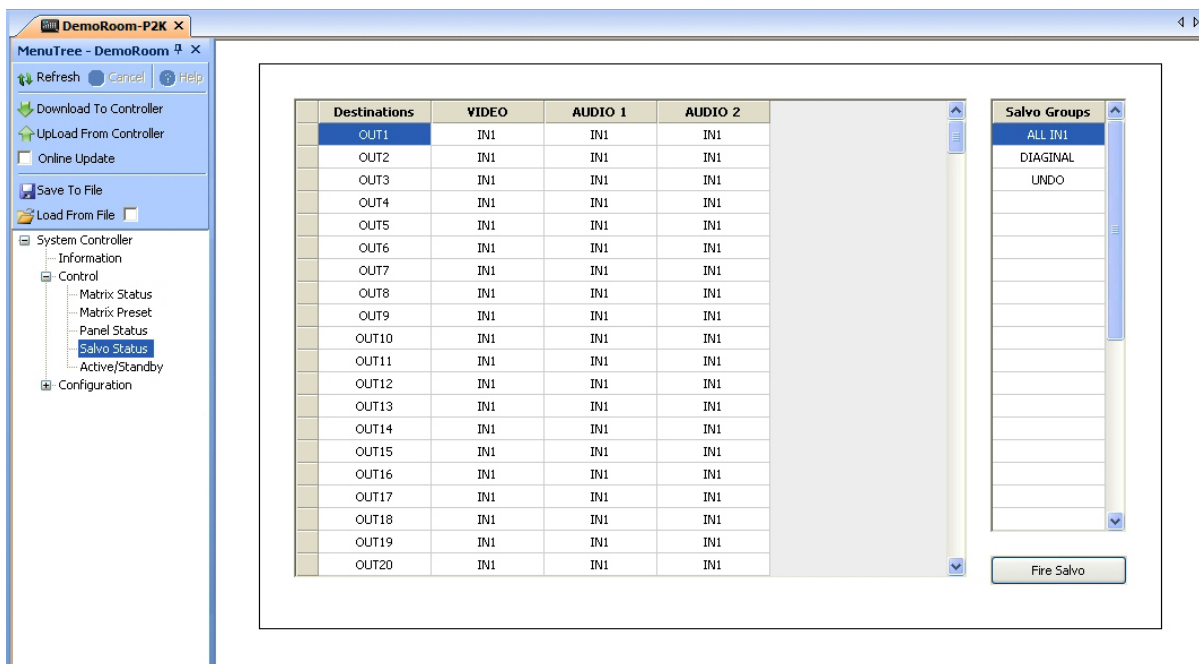 DemoRoom-P2K X
MenuTree - DemoRoom
Refresh Cancel Help
Download To Controller
UpLoad From Controller
Online Update
Save To File
Load From File
System Controller
Information
Control
Matrix Status
Matrix Preset
Panel Status
Salvo Status
Active/Standby
Configuration
Destinations VIDEO AUDIO 1 AUDIO 2
OUT1 IN1 IN1 IN1
OUT2 IN1 IN1 IN1
OUT3 IN1 IN1 IN1
OUT4 IN1 IN1 IN1
OUT5 IN1 IN1 IN1
OUT6 IN1 IN1 IN1
OUT7 IN1 IN1 IN1
OUT8 IN1 IN1 IN1
OUT9 IN1 IN1 IN1
OUT10 IN1 IN1 IN1
OUT11 IN1 IN1 IN1
OUT12 IN1 IN1 IN1
OUT13 IN1 IN1 IN1
OUT14 IN1 IN1 IN1
OUT15 IN1 IN1 IN1
OUT16 IN1 IN1 IN1
OUT17 IN1 IN1 IN1
OUT18 IN1 IN1 IN1
OUT19 IN1 IN1 IN1
OUT20 IN1 IN1 IN1
Salvo Groups
ALL IN1
DIAGINAL
UNDO
Fire Salvo